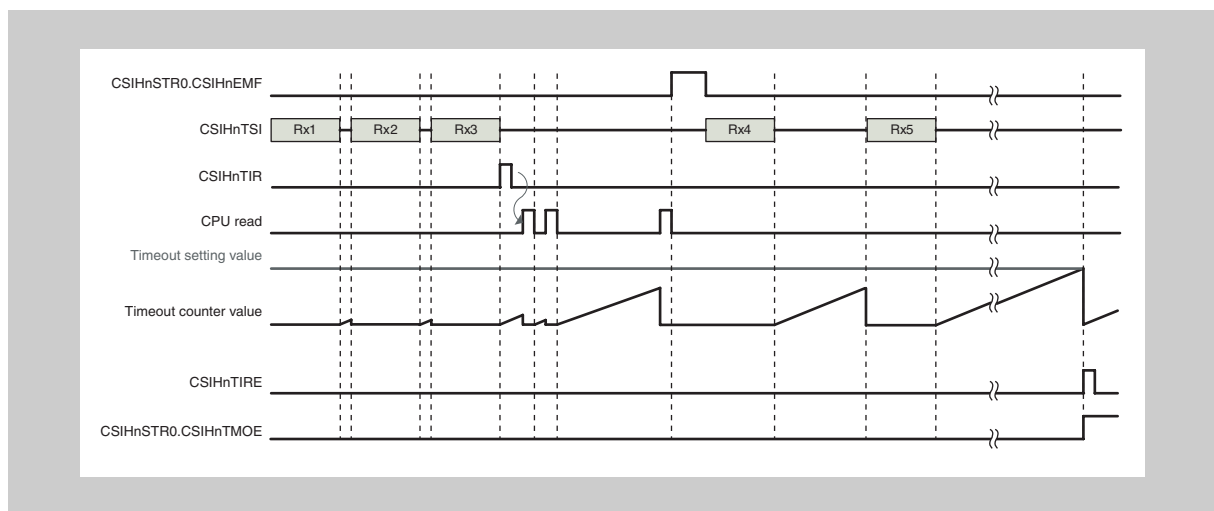 CSIHnSTR0.CSIHnEMF
CSIHnTSI
Rx1
Rx2
Rx3
Rx4
Rx5
CSIHnTIR
CPU read
Timeout setting value
Timeout counter value
CSIHnTIRE
CSIHnSTR0.CSIHnTMOE